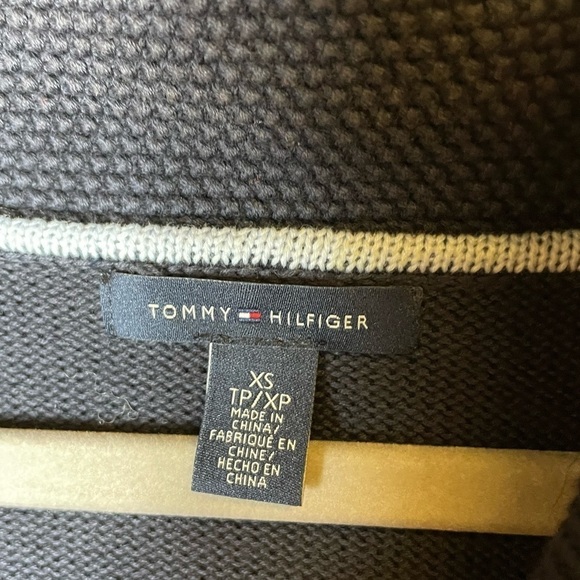 TOMMY HILFIGER
XS
TP/XP
MADE IN
CHINA/
FABRIQUÉ EN
CHINE/
HECHO EN
CHINA